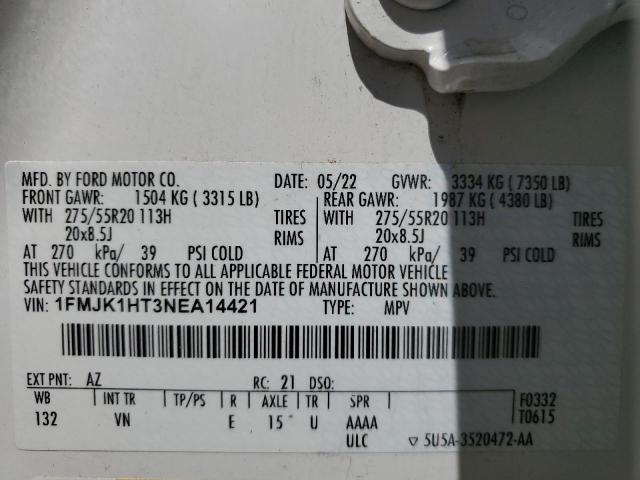 MFD. BY FORD MOTOR CO. DATE: 05/22 GVWR: 3334 KG ( 7350 LB)
FRONT GAWR: 1504 KG ( 3315 LB) REAR GAWR: 1987 KG ( 4380 LB)
WITH 275/55R20 113H TIRES WITH 275/55R20 113H TIRES
20x8.5J RIMS 20x8.5J RIMS
AT 270 kPa/ 39 PSI COLD AT 270 kPa/ 39 PSI COLD
THIS VEHICLE CONFORMS TO ALL APPLICABLE FEDERAL MOTOR VEHICLE
SAFETY STANDARDS IN EFFECT ON THE DATE OF MANUFACTURE SHOWN ABOVE.
VIN: 1FMJK1HT3NEA14421 TYPE: MPV
EXT PNT: AZ RC: 21 DSO:
WB INT TR TP/PS R AXLE TR SPR F0332
132 VN E 15 U AAAA T0615
ULC ▽ 5U5A-3520472-AA